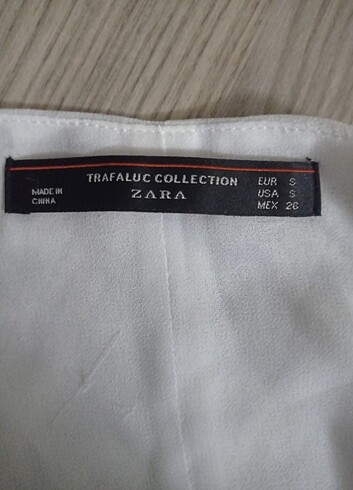 TRAFALUC COLLECTION
ZARA
MADE IN
CHINA
EUR S
USA S
MEX 26